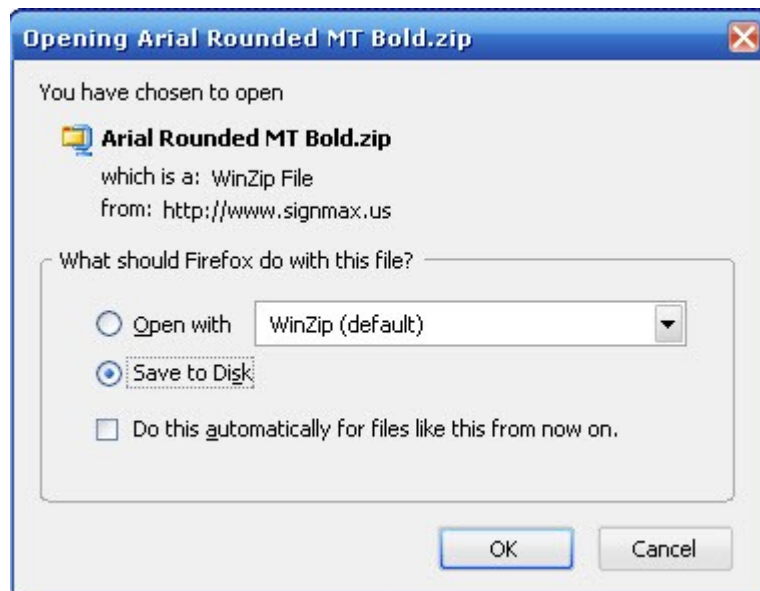 Opening Arial Rounded MT Bold.zip
You have chosen to open
Arial Rounded MT Bold.zip
which is a: WinZip File
from: http://www.signmax.us
What should Firefox do with this file?
Open with WinZip (default)
Save to Disk
Do this automatically for files like this from now on.
OK Cancel